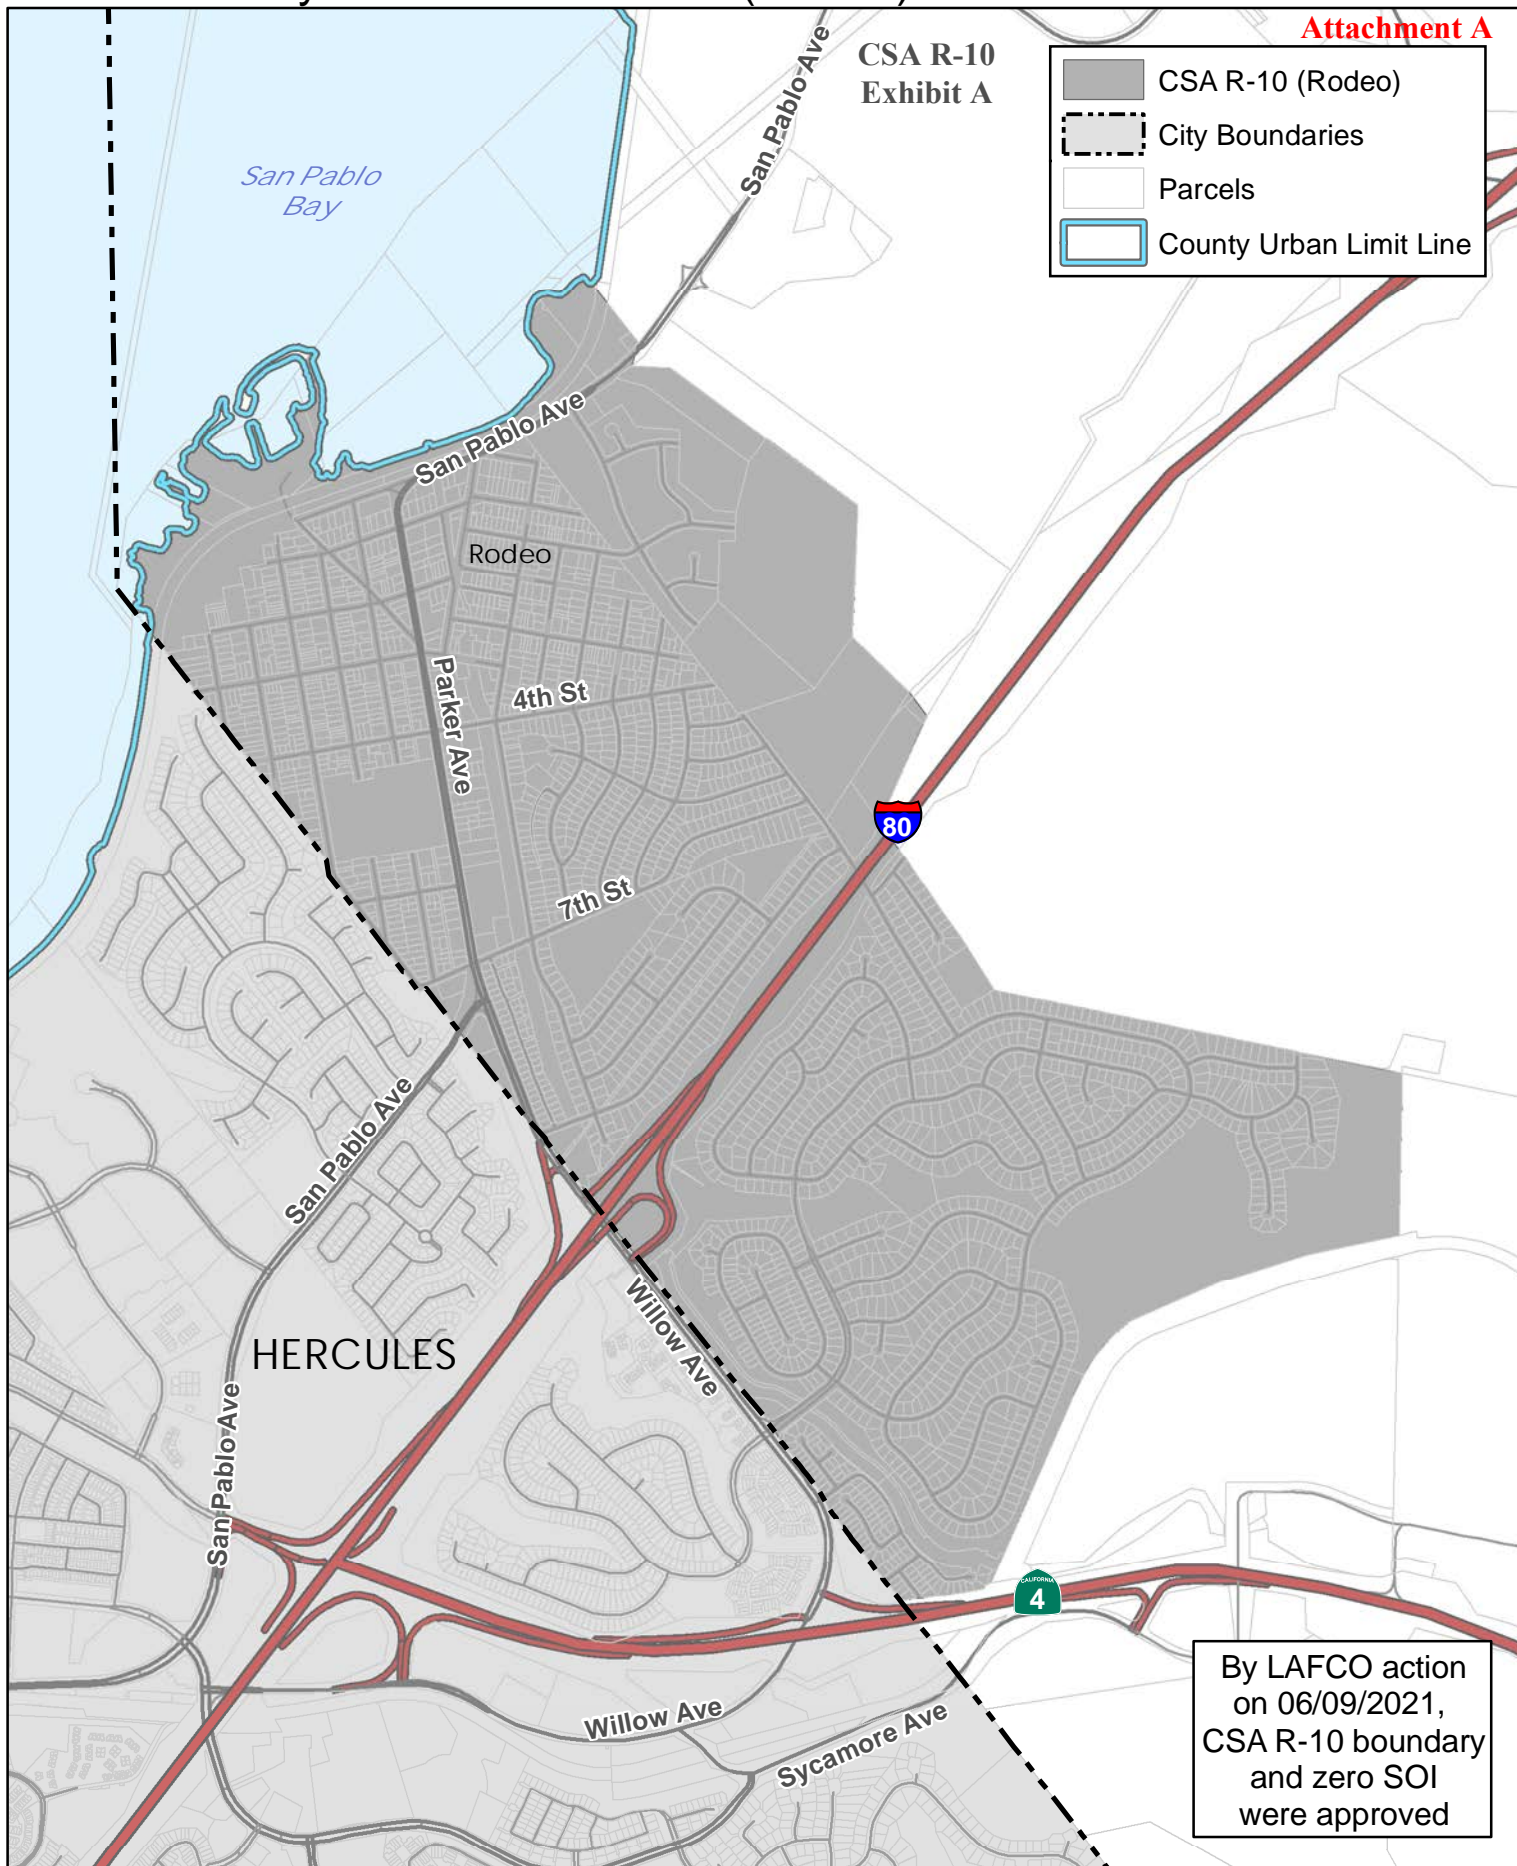 Attachment A
CSA R-10
Exhibit A
CSA R-10 (Rodeo)
City Boundaries
Parcels
County Urban Limit Line
San Pablo Ave
San Pablo
Bay
San Pablo Ave
Rodeo
Parker Ave
4th St
80
7th St
San Pablo Ave
Willow Ave
HERCULES
San Pablo Ave
CALIFORNIA
4
Willow Ave
Sycamore Ave
By LAFCO action
on 06/09/2021,
CSA R-10 boundary
and zero SOI
were approved